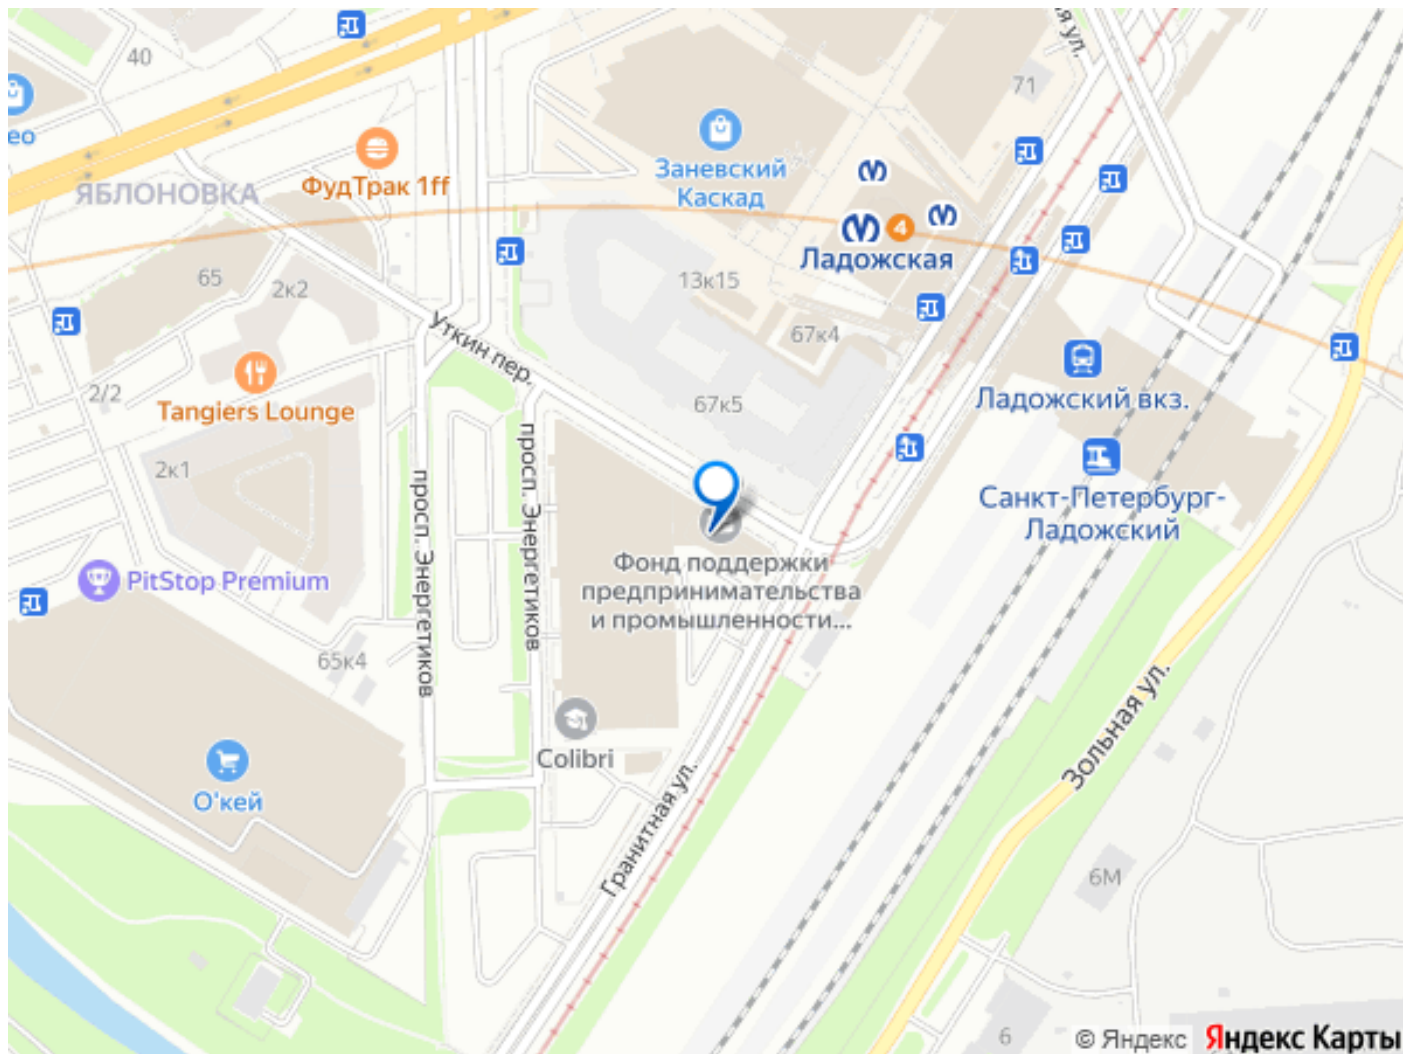 40
71
ул.
ео
ЯБЛОНОВКА
ФудТрак 1ff
Заневский
Каскад
4
Ладожская
65
2к2
13к15
67к4
Уткин пер.
2/2
Tangiers Lounge
67к5
Ладожский вкз.
2к1
просп. Энергетиков
просп. Энергетиков
Санкт-Петербург-
Ладожский
Фонд поддержки
предпринимательства
и промышленности...
PitStop Premium
65к4
Colibri
О'кей
Гранитная ул.
Зольная ул.
6М
6
© Яндекс Яндекс Карты